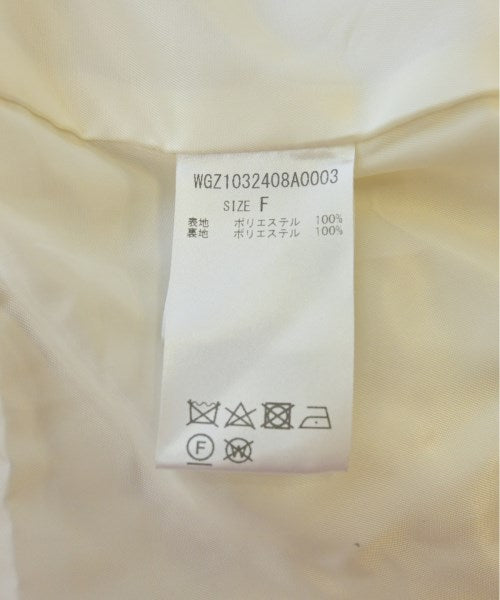 WGZ1032408A0003
SIZE F
表地 ポリエステル 100%
裏地 ポリエステル 100%
F W